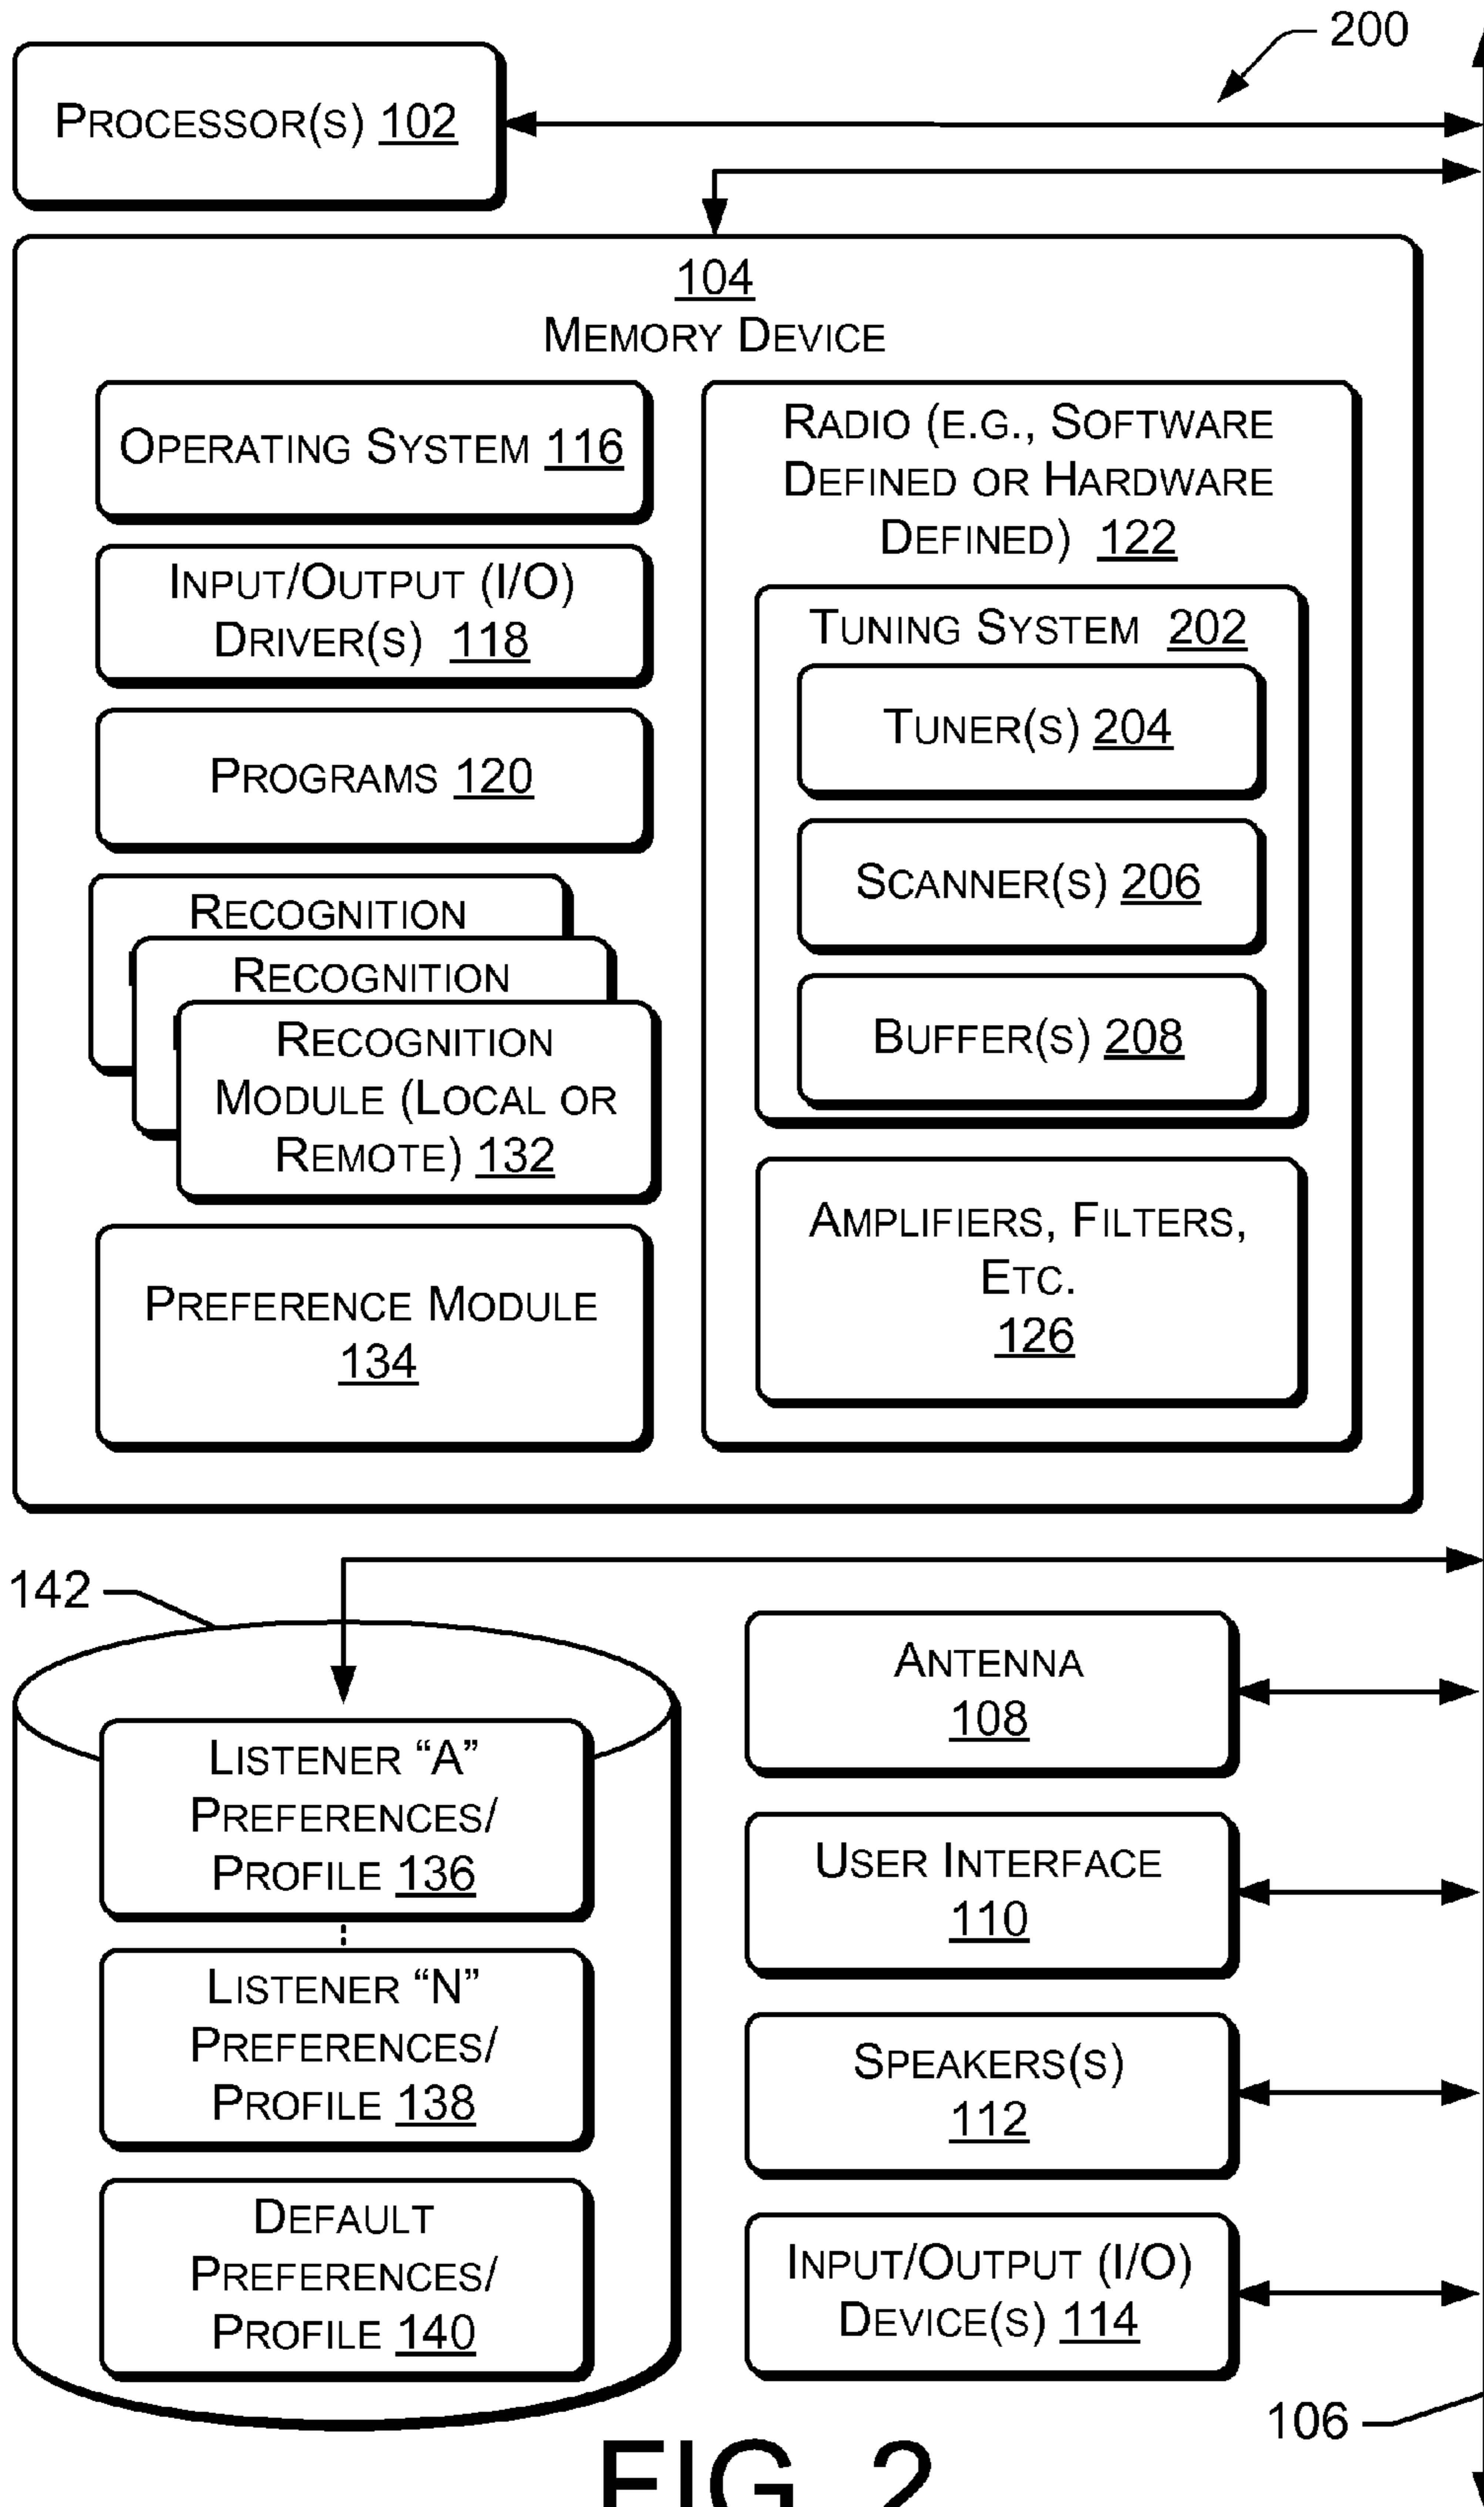 200
PROCESSOR(S) 102
104
MEMORY DEVICE
OPERATING SYSTEM 116
INPUT/OUTPUT (I/O)
DRIVER(S) 118
PROGRAMS 120
RECOGNITION
RECOGNITION
RECOGNITION
MODULE (LOCAL OR
REMOTE) 132
PREFERENCE MODULE
134
RADIO (E.G., SOFTWARE
DEFINED OR HARDWARE
DEFINED) 122
TUNING SYSTEM 202
TUNER(S) 204
SCANNER(S) 206
BUFFER(S) 208
AMPLIFIERS, FILTERS,
ETC.
126
142
LISTENER “A”
PREFERENCES/
PROFILE 136
LISTENER “N”
PREFERENCES/
PROFILE 138
DEFAULT
PREFERENCES/
PROFILE 140
ANTENNA
108
USER INTERFACE
110
SPEAKERS(S)
112
INPUT/OUTPUT (I/O)
DEVICE(S) 114
106
FIG. 2